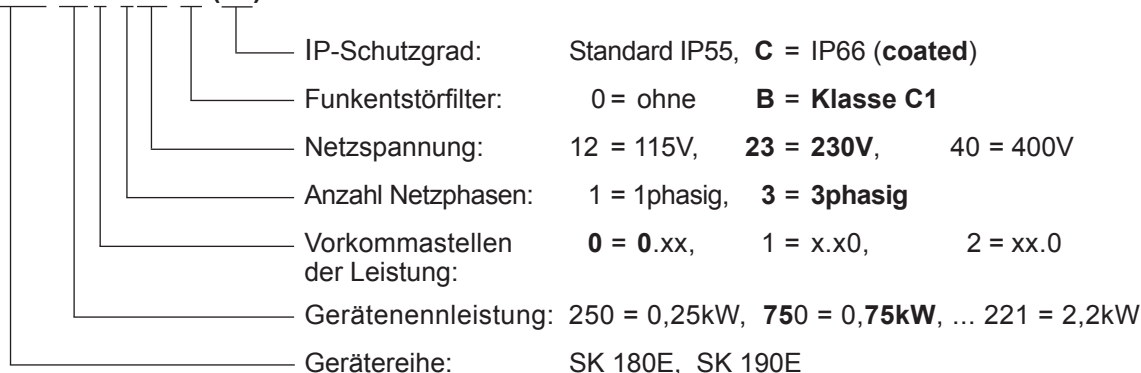 IP-Schutzgrad: Standard IP55, C = IP66 (coated)
Funkentstörfilter: 0 = ohne B = Klasse C1
Netzspannung: 12 = 115V, 23 = 230V, 40 = 400V
Anzahl Netzphasen: 1 = 1phasig, 3 = 3phasig
Vorkommastellen 0 = 0.xx, 1 = x.x0, 2 = xx.0
der Leistung:
Gerätenennleistung: 250 = 0,25kW, 750 = 0,75kW, ... 221 = 2,2kW
Gerätereihe: SK 180E, SK 190E